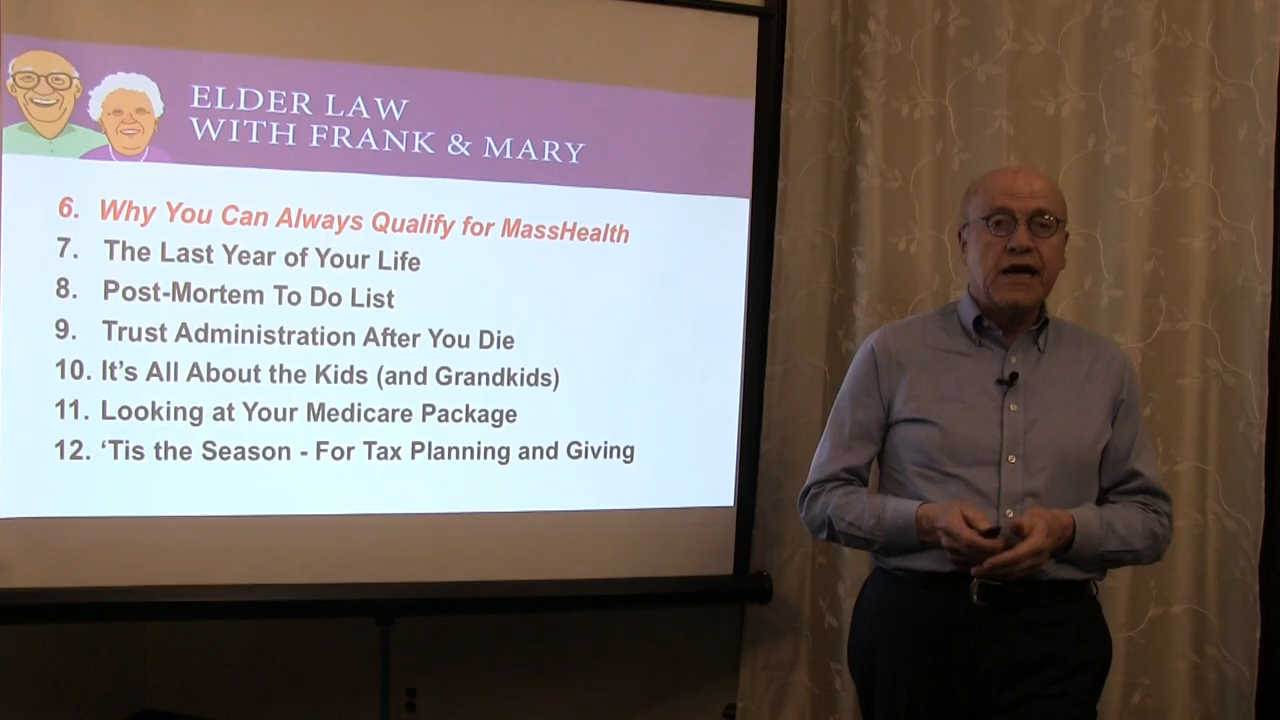 ELDER LAW
WITH FRANK & MARY
6. Why You Can Always Qualify for MassHealth
7. The Last Year of Your Life
8. Post-Mortem To Do List
9. Trust Administration After You Die
10. It’s All About the Kids (and Grandkids)
11. Looking at Your Medicare Package
12. ‘Tis the Season - For Tax Planning and Giving